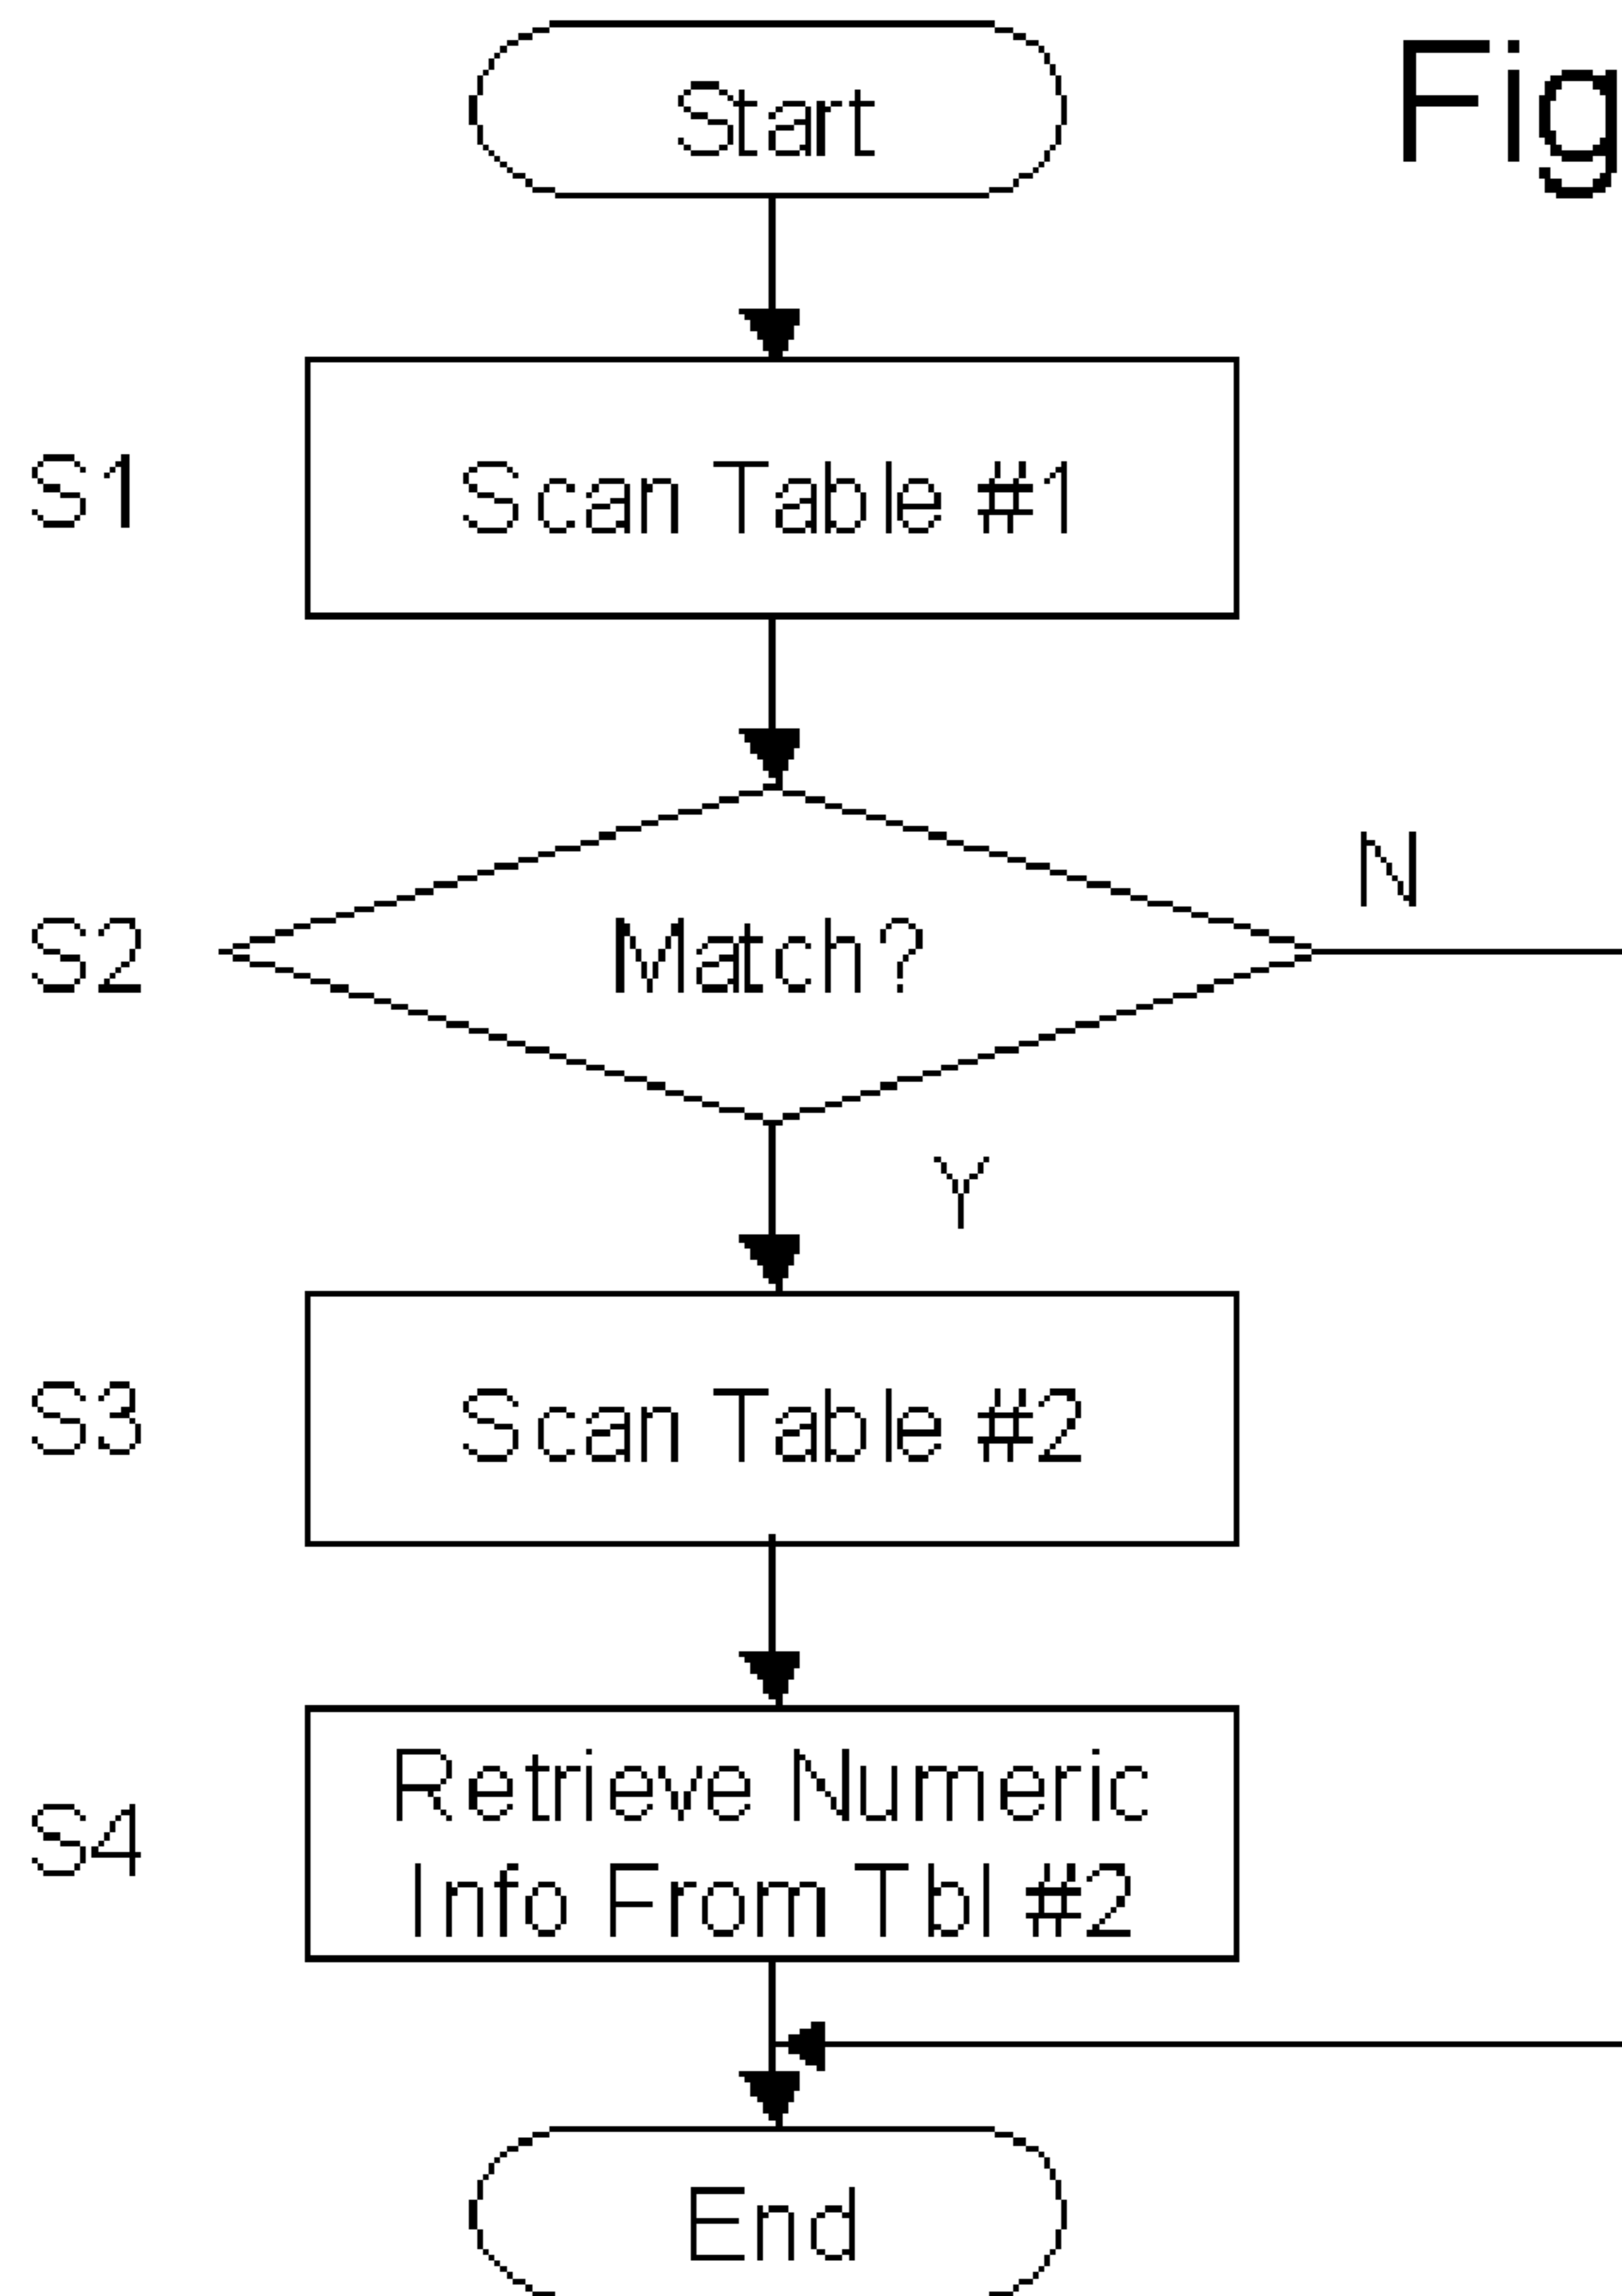 Start
Fig
S1
Scan Table #1
N
S2
Match?
Y
S3
Scan Table #2
S4
Retrieve Numeric
Info From Tbl #2
End